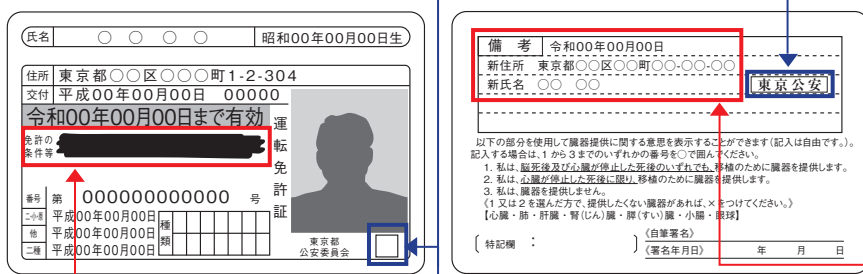 氏名 ○ ○ ○ ○ 昭和00年00月00日生
住所 東京都○○区○○○町1-2-304
交付 平成00年00月00日 00000
令和00年00月00日まで有効
免許の
条件等
運転免許証
番号 第 000000000000 号
二・小・原 平成00年00月00日
他 平成00年00月00日
二種 平成00年00月00日
種類
東京都
公安委員会
備 考 令和00年00月00日
新住所 東京都○○区○○町○○-○○-○○
新氏名 ○○ ○○
東京公安
以下の部分を使用して臓器提供に関する意思を表示することができます(記入は自由です。)。
記入する場合は、1から3までのいずれかの番号を○で囲んでください。
1. 私は、脳死後及び心臓が停止した死後のいずれでも、移植のために臓器を提供します。
2. 私は、心臓が停止した死後に限り、移植のために臓器を提供します。
3. 私は、臓器を提供しません。
《1又は2を選んだ方で、提供したくない臓器があれば、×をつけてください。》
【心臓・肺・肝臓・腎(じん)臓・膵(すい)臓・小腸・眼球】
特記欄 :
《自筆署名》
《署名年月日》 年 月 日